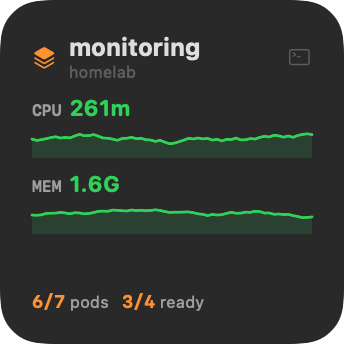 monitoring
homelab
CPU 261m
MEM 1.6G
6/7 pods 3/4 ready